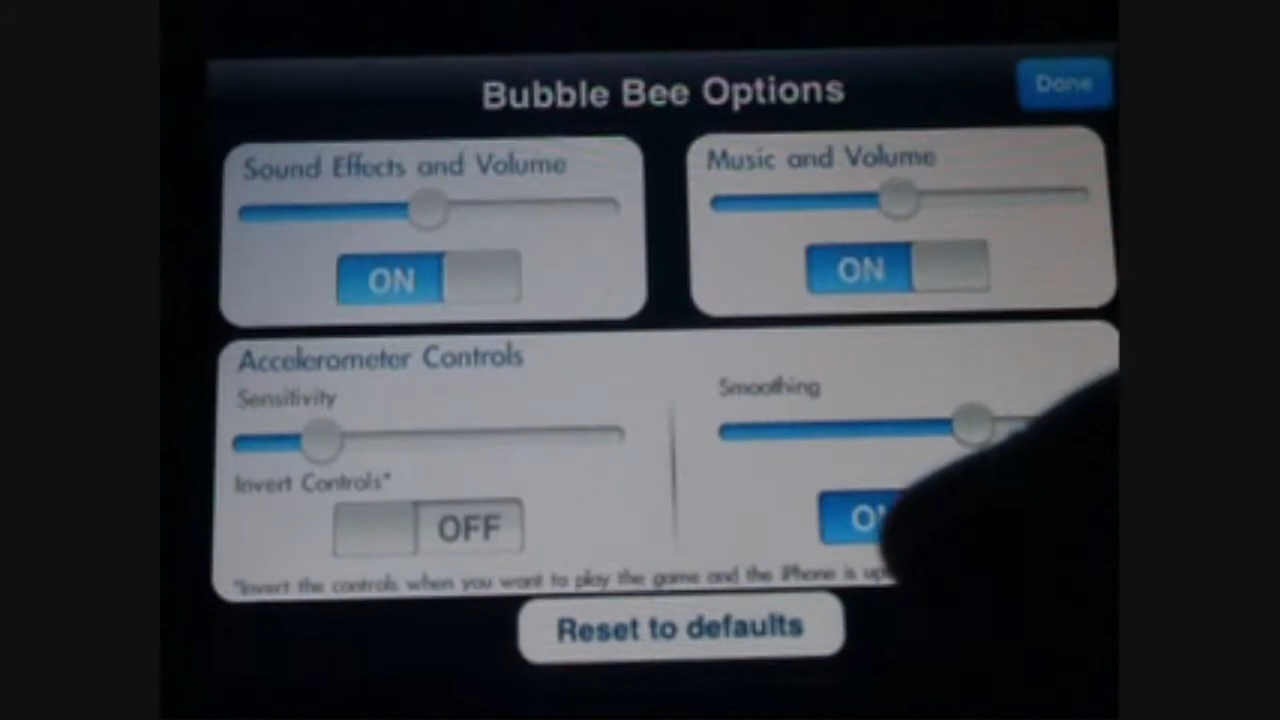 Bubble Bee Options
Done
Sound Effects and Volume
Music and Volume
ON
ON
Accelerometer Controls
Sensitivity
Smoothing
Invert Controls*
OFF
*Invert the controls when you want to play the game and the iPhone is
Reset to defaults